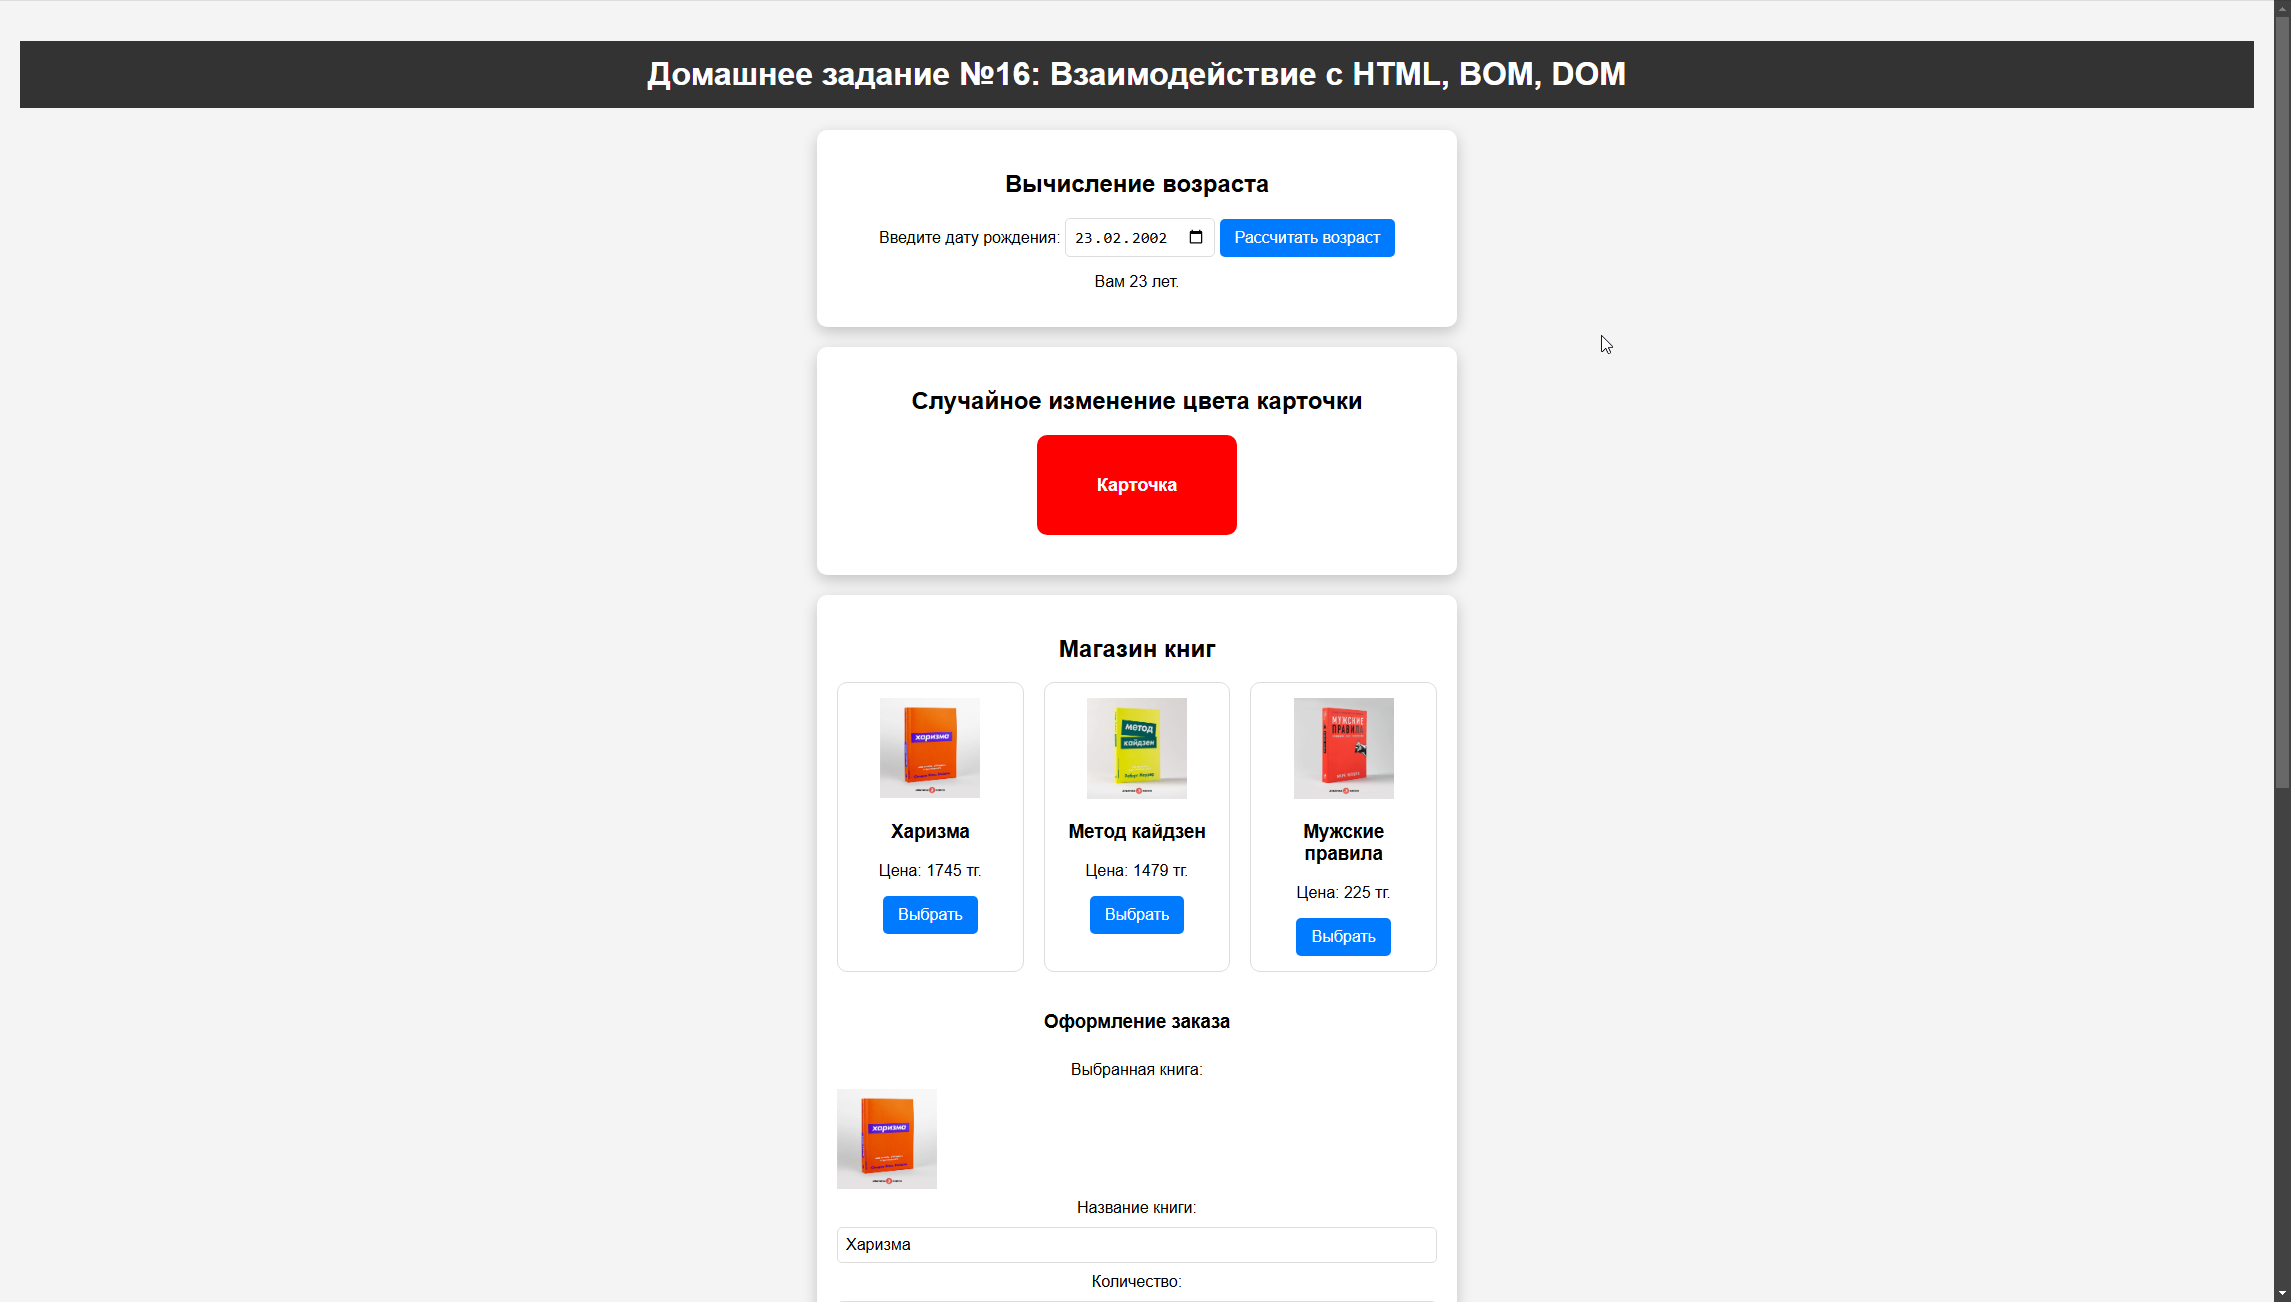 Домашнее задание №16: Взаимодействие с HTML, BOM, DOM
Вычисление возраста
Введите дату рождения: 23.02.2002 Рассчитать возраст
Вам 23 лет.
Случайное изменение цвета карточки
Карточка
Магазин книг
харизма
метод
кайдзен
МУЖСКИЕ
ПРАВИЛА
Харизма
Цена: 1745 тг.
Выбрать
Метод кайдзен
Цена: 1479 тг.
Выбрать
Мужские
правила
Цена: 225 тг.
Выбрать
Оформление заказа
Выбранная книга:
харизма
Название книги:
Харизма
Количество: